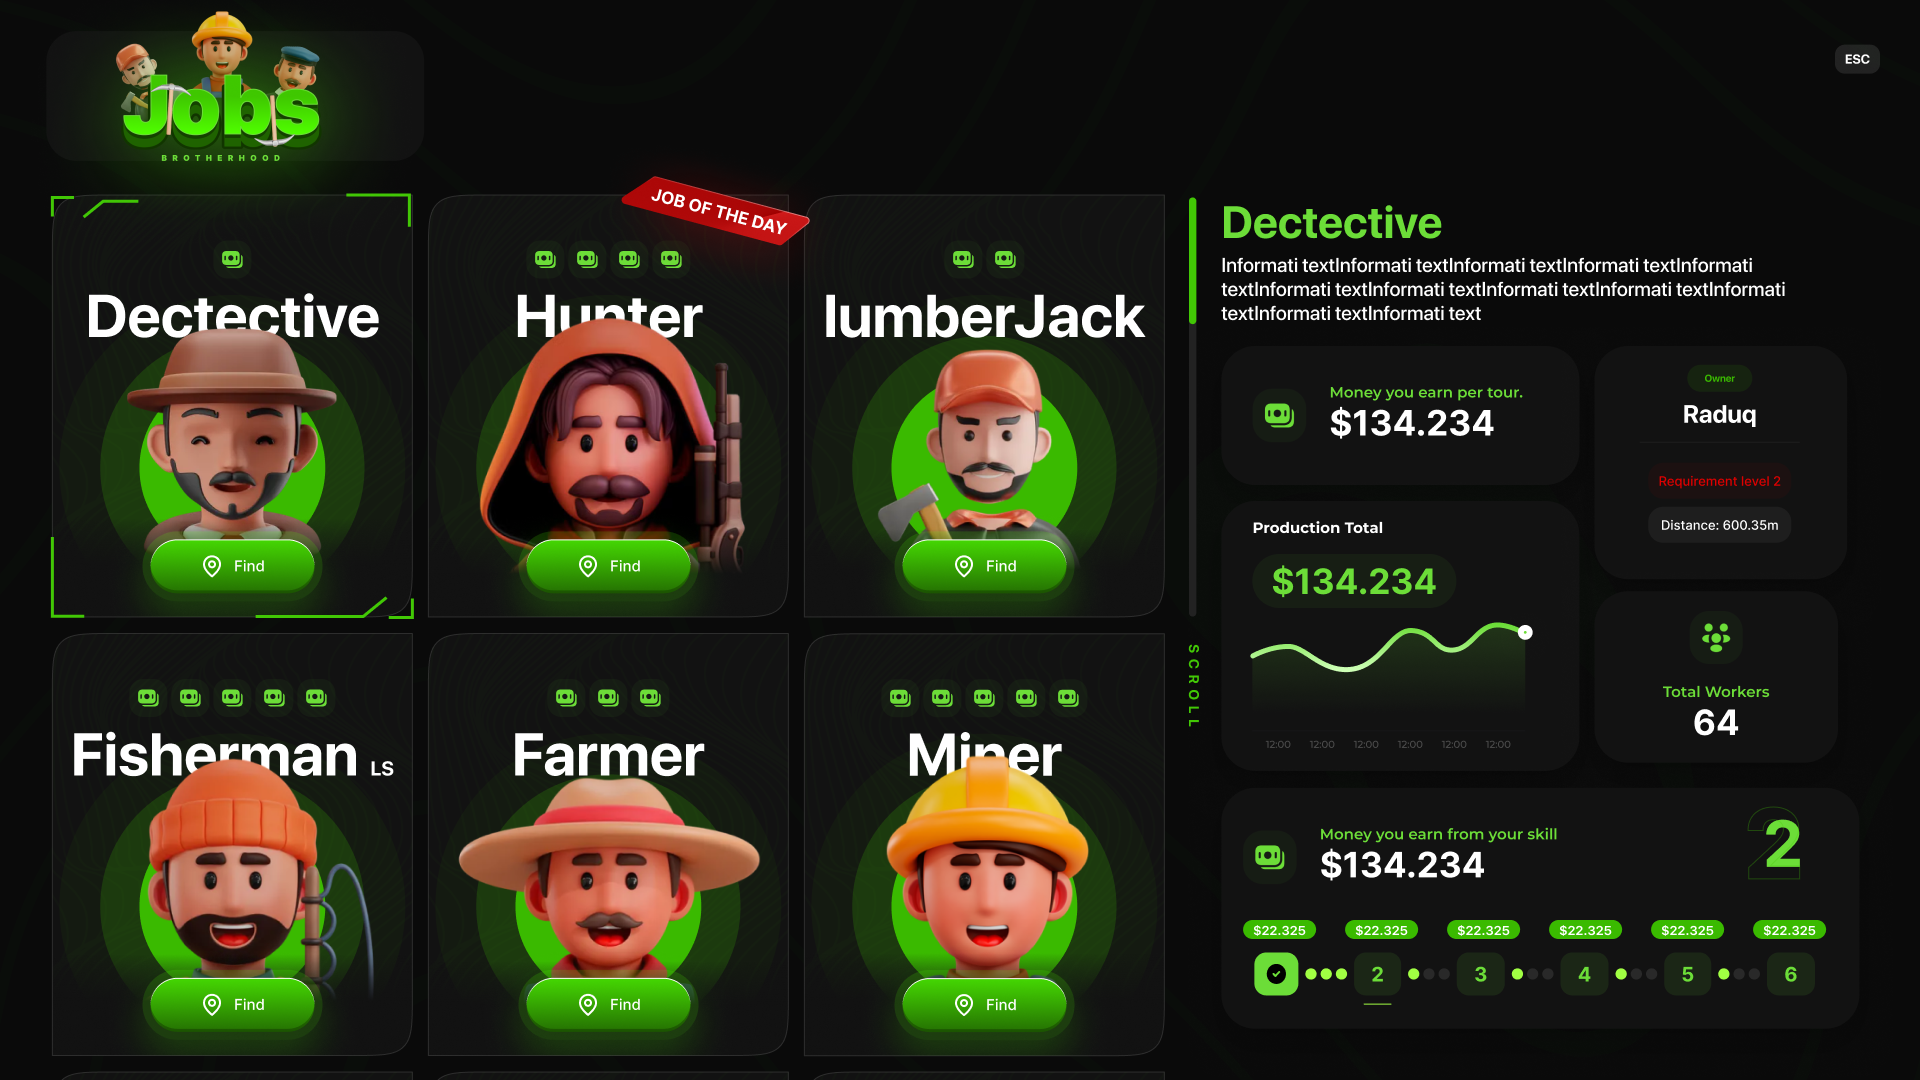 Jobs
BROTHERHOOD
ESC
JOB OF THE DAY
Dectective
Find
Hunter
Find
lumberJack
Find
Fisherman LS
Find
Farmer
Find
Miner
Find
SCROLL
Dectective
Informati textInformati textInformati textInformati textInformati
textInformati textInformati textInformati textInformati textInformati
textInformati textInformati text
Money you earn per tour.
$134.234
Owner
Raduq
Requirement level 2
Distance: 600.35m
Production Total
$134.234
12:00 12:00 12:00 12:00 12:00 12:00
Total Workers
64
Money you earn from your skill
$134.234
2
$22.325 $22.325 $22.325 $22.325 $22.325 $22.325
2 3 4 5 6